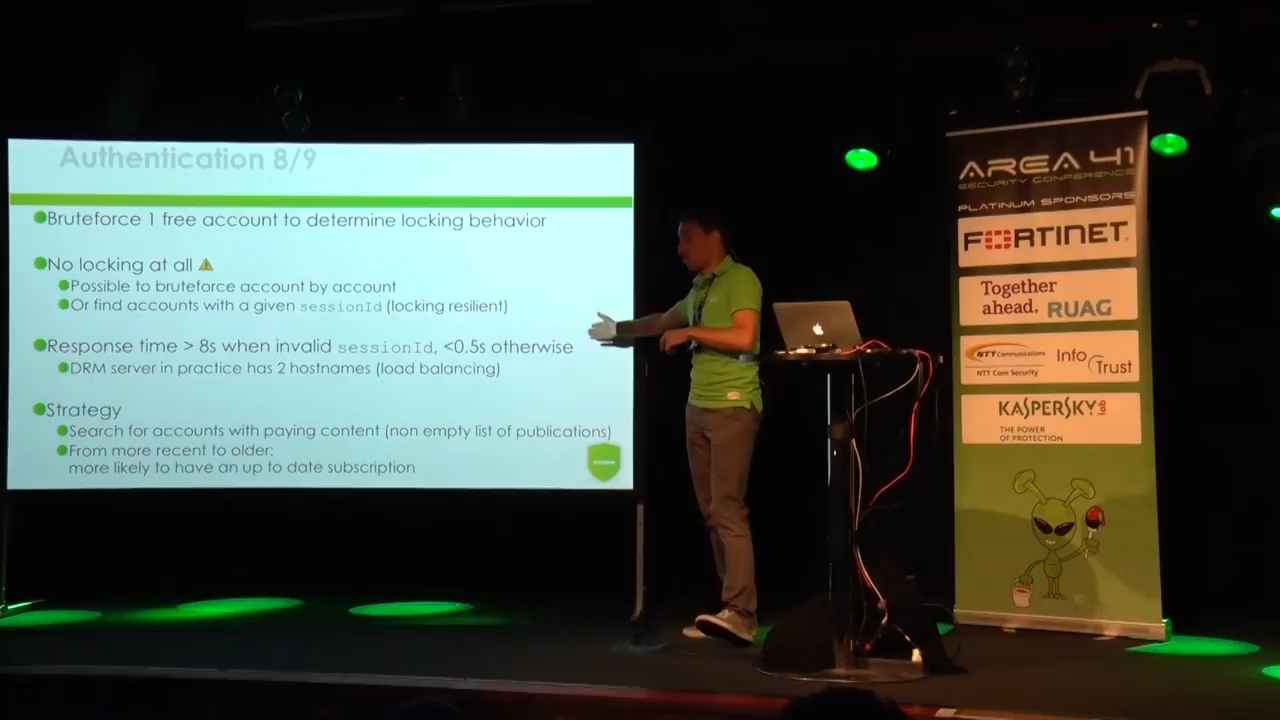 Authentication 8/9
Bruteforce 1 free account to determine locking behavior
No locking at all
Possible to bruteforce account by account
Or find accounts with a given sessionId (locking resilient)
Response time > 8s when invalid sessionId, <0.5s otherwise
DRM server in practice has 2 hostnames (load balancing)
Strategy
Search for accounts with paying content (non empty list of publications)
From more recent to older:
more likely to have an up to date subscription
AREA 41
SECURITY CONFERENCE
PLATINUM SPONSORS
FORTINET
Together
ahead. RUAG
NTT Communications
NTT Com Security
Info
Trust
KASPERSKY lab
THE POWER
OF PROTECTION